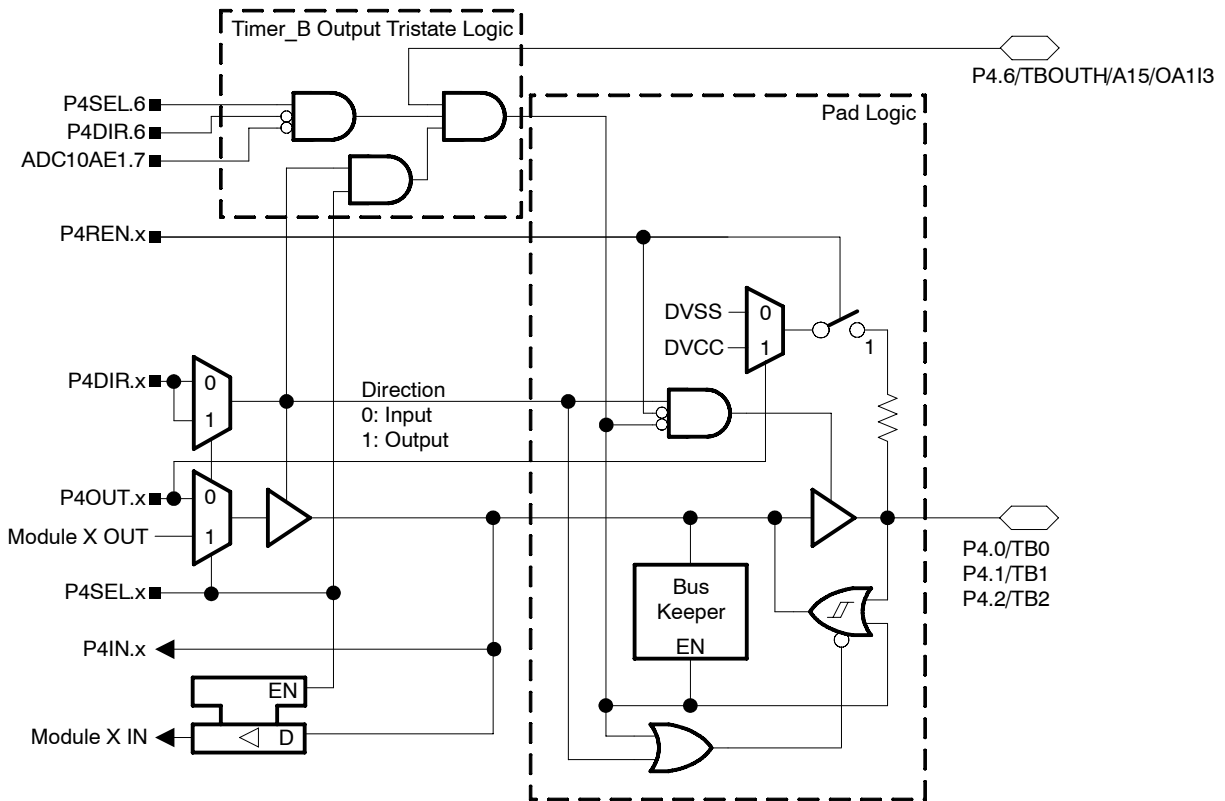 Timer_B Output Tristate Logic
P4.6/TBOUTH/A15/OA1I3
P4SEL.6
P4DIR.6
ADC10AE1.7
Pad Logic
P4REN.x
DVSS
0
DVCC
1
1
P4DIR.x
0
1
Direction
0: Input
1: Output
P4OUT.x
0
Module X OUT
1
P4.0/TB0
P4.1/TB1
P4.2/TB2
P4SEL.x
Bus
Keeper
EN
P4IN.x
EN
Module X IN
D